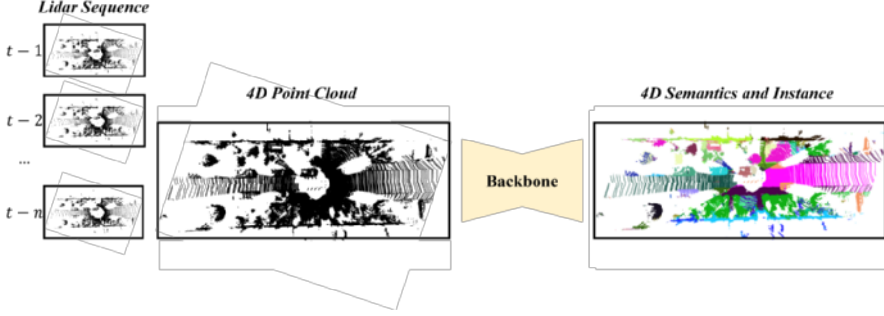 Lidar Sequence
t − 1
t − 2
...
t − n
4D Point Cloud
Backbone
4D Semantics and Instance